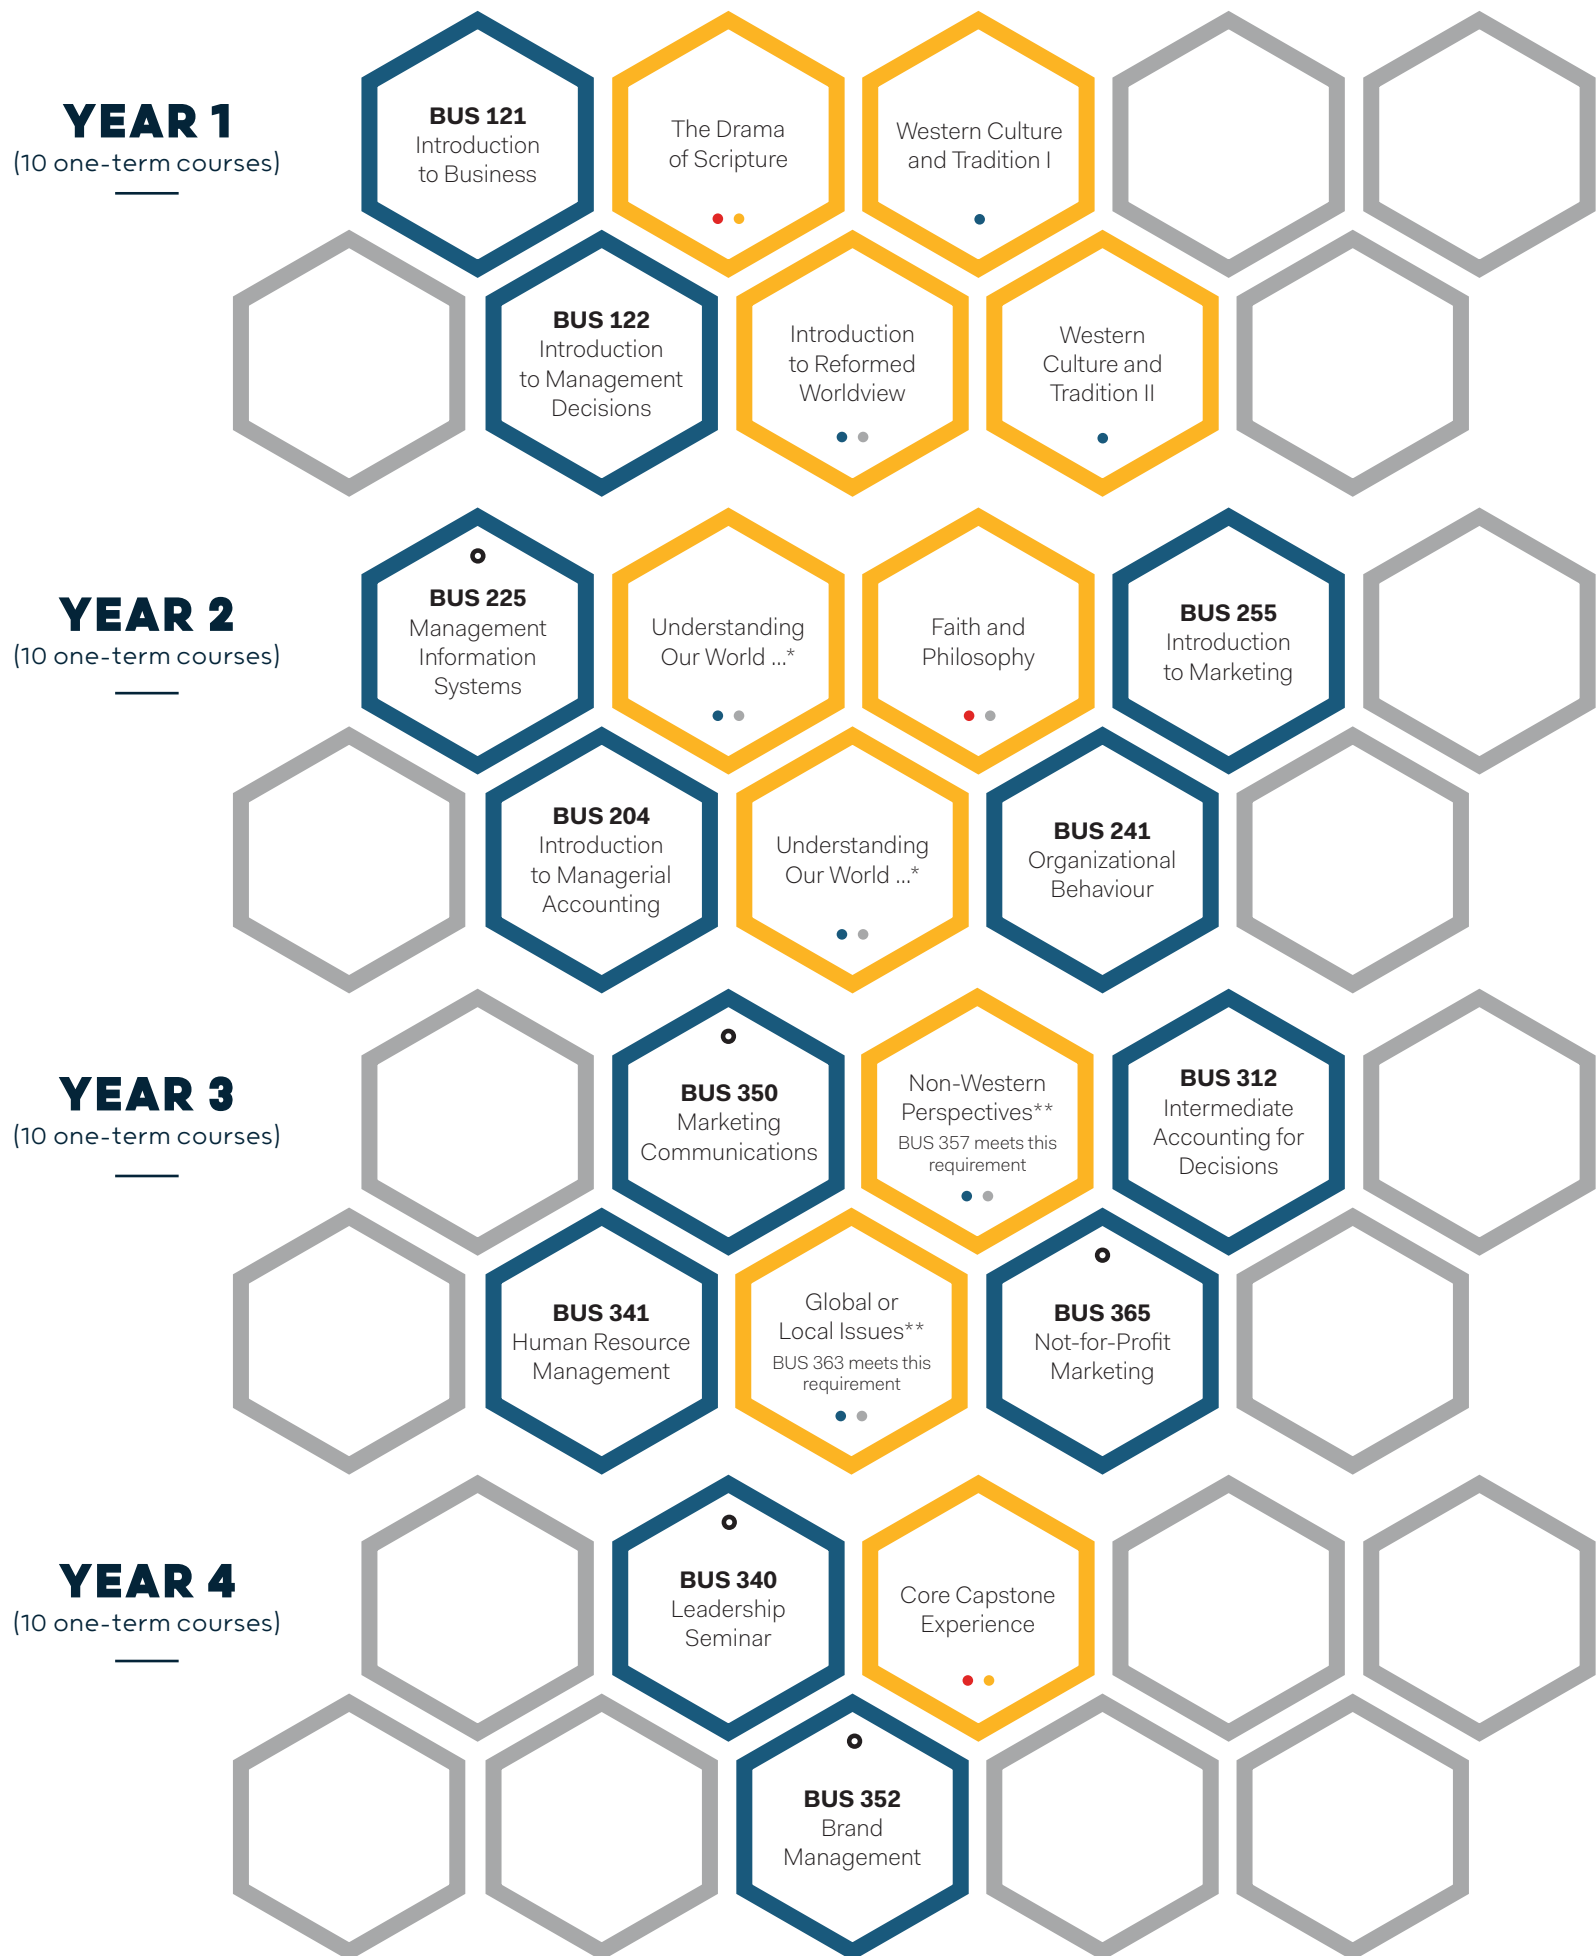 YEAR 1
(10 one-term courses)
BUS 121
Introduction
to Business
The Drama
of Scripture
Western Culture
and Tradition I
BUS 122
Introduction
to Management
Decisions
Introduction
to Reformed
Worldview
Western
Culture and
Tradition II
YEAR 2
(10 one-term courses)
BUS 225
Management
Information
Systems
Understanding
Our World ...*
Faith and
Philosophy
BUS 255
Introduction
to Marketing
BUS 204
Introduction
to Managerial
Accounting
Understanding
Our World ...*
BUS 241
Organizational
Behaviour
YEAR 3
(10 one-term courses)
BUS 350
Marketing
Communications
Non-Western
Perspectives**
BUS 357 meets this
requirement
BUS 312
Intermediate
Accounting for
Decisions
BUS 341
Human Resource
Management
Global or
Local Issues**
BUS 363 meets this
requirement
BUS 365
Not-for-Profit
Marketing
YEAR 4
(10 one-term courses)
BUS 340
Leadership
Seminar
Core Capstone
Experience
BUS 352
Brand
Management